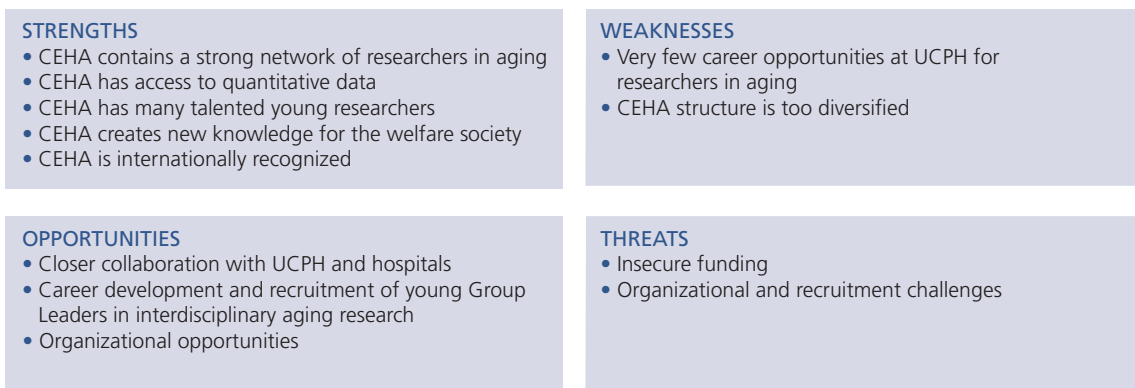 STRENGTHS
• CEHA contains a strong network of researchers in aging
• CEHA has access to quantitative data
• CEHA has many talented young researchers
• CEHA creates new knowledge for the welfare society
• CEHA is internationally recognized
WEAKNESSES
• Very few career opportunities at UCPH for
researchers in aging
• CEHA structure is too diversified
OPPORTUNITIES
• Closer collaboration with UCPH and hospitals
• Career development and recruitment of young Group
Leaders in interdisciplinary aging research
• Organizational opportunities
THREATS
• Insecure funding
• Organizational and recruitment challenges